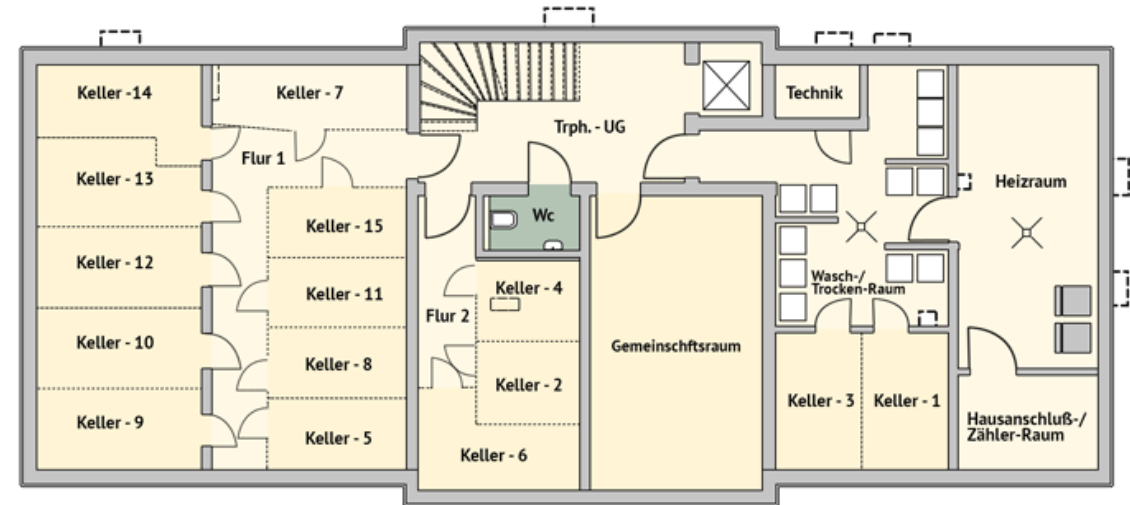 Keller -14
Keller - 7
Technik
Trph. - UG
Flur 1
Keller - 13
Heizraum
Wc
Keller - 15
Keller - 12
Wasch-/
Trocken-Raum
Keller - 11
Keller - 4
Flur 2
Keller - 10
Gemeinschftsraum
Keller - 8
Keller - 2
Keller - 3
Keller - 1
Keller - 9
Hausanschluß-/
Zähler-Raum
Keller - 5
Keller - 6